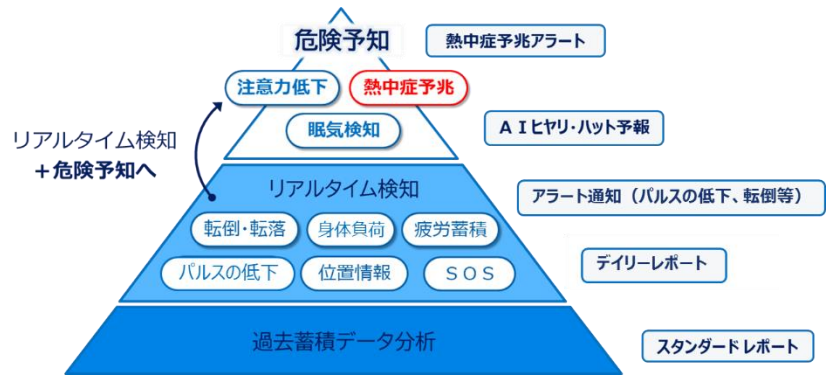 危険予知
熱中症予兆アラート
注意力低下
熱中症予兆
眠気検知
AIヒヤリ・ハット予報
リアルタイム検知
+危険予知へ
リアルタイム検知
アラート通知（パルスの低下、転倒等）
転倒・転落
身体負荷
疲労蓄積
パルスの低下
位置情報
SOS
デイリーレポート
過去蓄積データ分析
スタンダードレポート